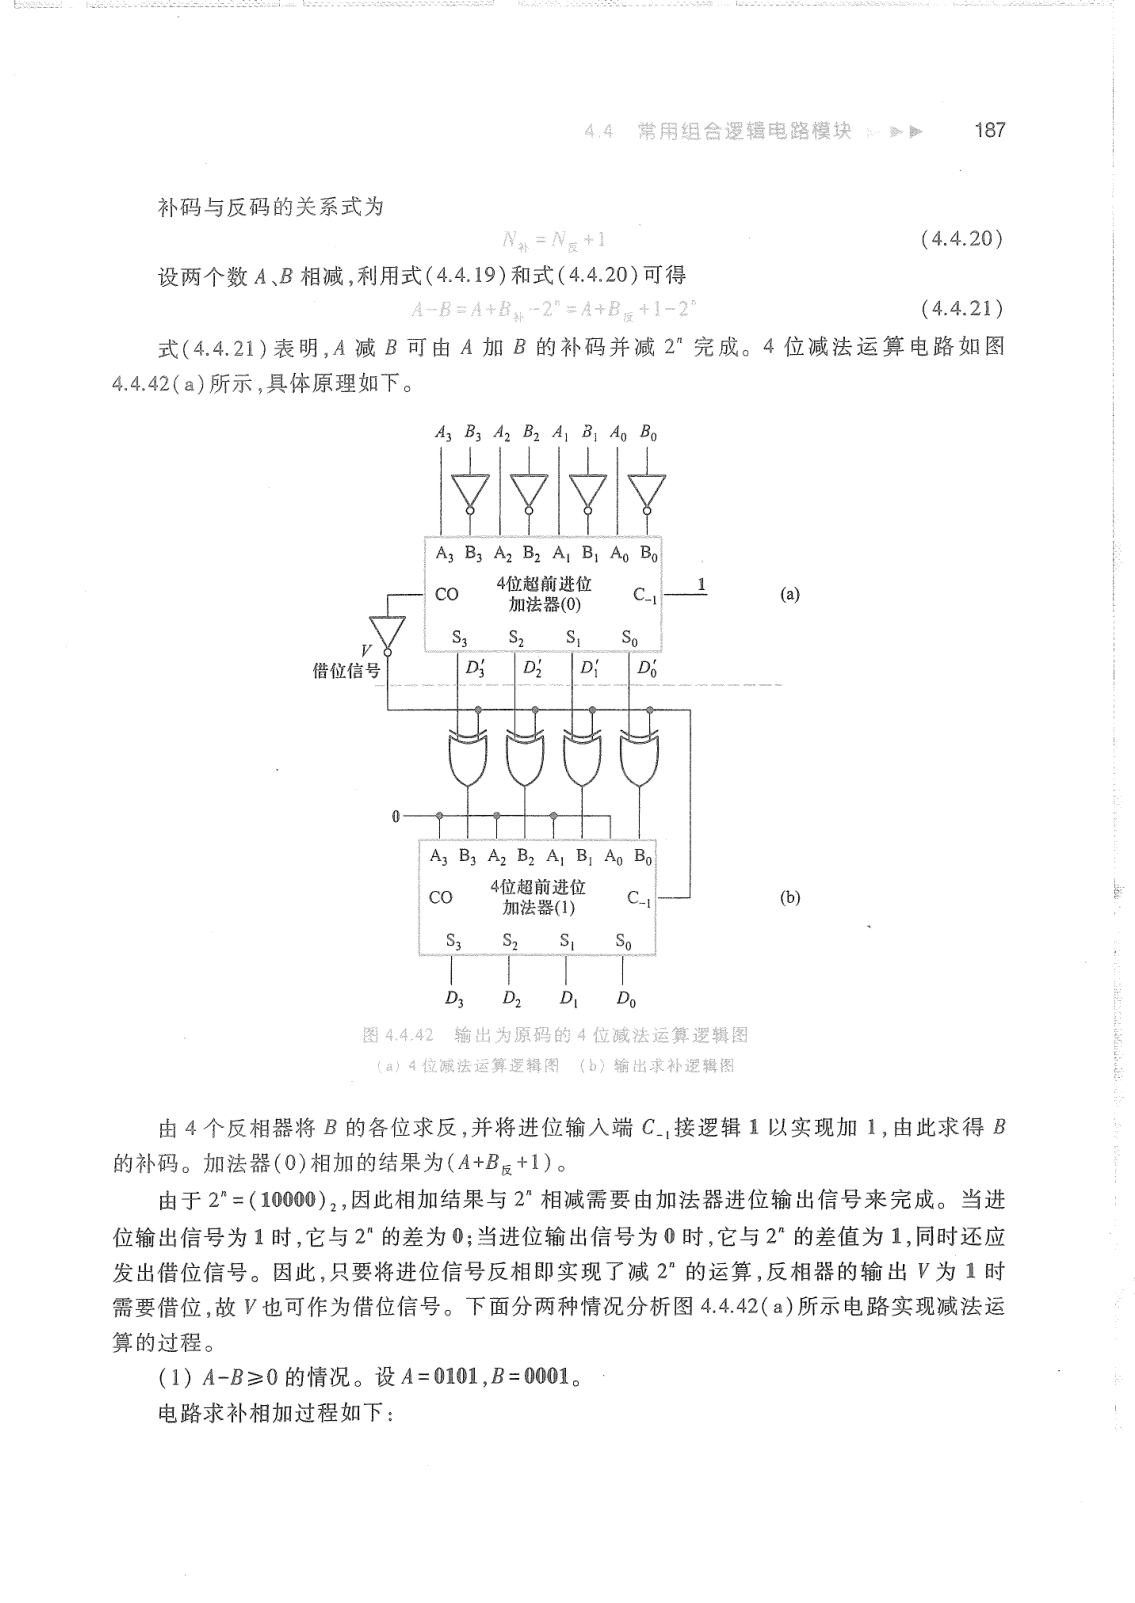 4.4 常用组合逻辑电路模块 187
补码与反码的关系式为
N补=N反+1 (4.4.20)
设两个数 A、B 相减,利用式(4.4.19)和式(4.4.20)可得
A-B=A+B补-2ⁿ=A+B反+1-2ⁿ (4.4.21)
式(4.4.21)表明,A 减 B 可由 A 加 B 的补码并减 2ⁿ 完成。4 位减法运算电路如图
4.4.42(a)所示,具体原理如下。
A₃ B₃ A₂ B₂ A₁ B₁ A₀ B₀
A₃ B₃ A₂ B₂ A₁ B₁ A₀ B₀
CO 4位超前进位 C₋₁ 1 (a)
加法器(0)
S₃ S₂ S₁ S₀
V
借位信号 D₃′ D₂′ D₁′ D₀′
0
A₃ B₃ A₂ B₂ A₁ B₁ A₀ B₀
CO 4位超前进位 C₋₁ (b)
加法器(1)
S₃ S₂ S₁ S₀
D₃ D₂ D₁ D₀
图 4.4.42 输出为原码的 4 位减法运算逻辑图
(a) 4 位减法运算逻辑图 (b) 输出求补逻辑图
由 4 个反相器将 B 的各位求反,并将进位输入端 C₋₁接逻辑 1 以实现加 1,由此求得 B
的补码。加法器(0)相加的结果为(A+B反+1)。
由于 2ⁿ=(10000)₂,因此相加结果与 2ⁿ 相减需要由加法器进位输出信号来完成。当进
位输出信号为 1 时,它与 2ⁿ 的差为 0;当进位输出信号为 0 时,它与 2ⁿ 的差值为 1,同时还应
发出借位信号。因此,只要将进位信号反相即实现了减 2ⁿ 的运算,反相器的输出 V 为 1 时
需要借位,故 V 也可作为借位信号。下面分两种情况分析图 4.4.42(a)所示电路实现减法运
算的过程。
(1) A-B≥0 的情况。设 A=0101,B=0001。
电路求补相加过程如下: